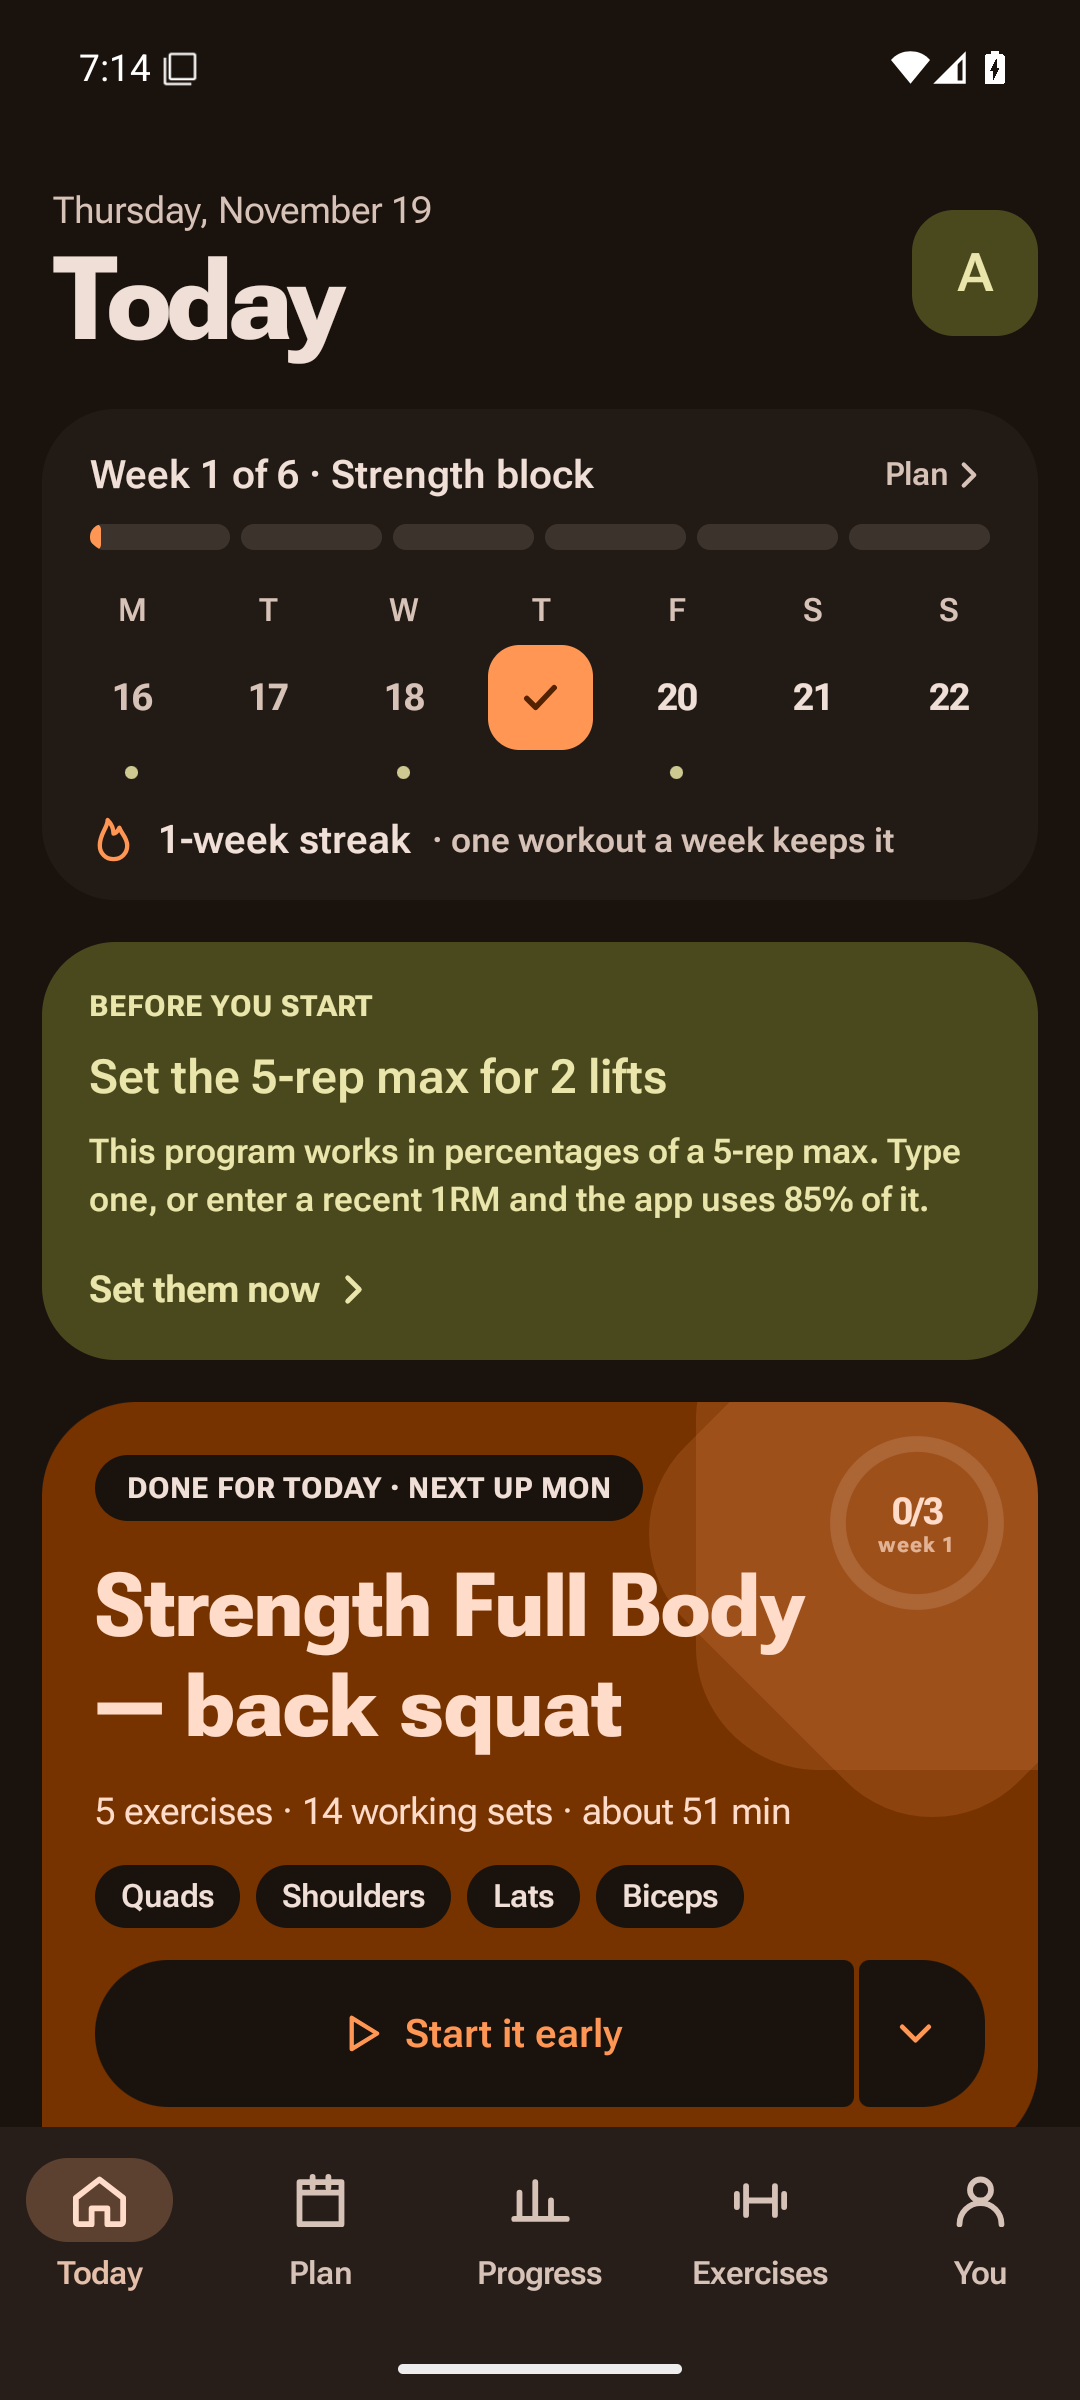 7:14
Thursday, November 19
Today
A
Week 1 of 6 · Strength block
Plan
M T W T F S S
16 17 18 20 21 22
1-week streak · one workout a week keeps it
BEFORE YOU START
Set the 5-rep max for 2 lifts
This program works in percentages of a 5-rep max. Type
one, or enter a recent 1RM and the app uses 85% of it.
Set them now
DONE FOR TODAY · NEXT UP MON
0/3
week 1
Strength Full Body
— back squat
5 exercises · 14 working sets · about 51 min
Quads Shoulders Lats Biceps
Start it early
Today Plan Progress Exercises You